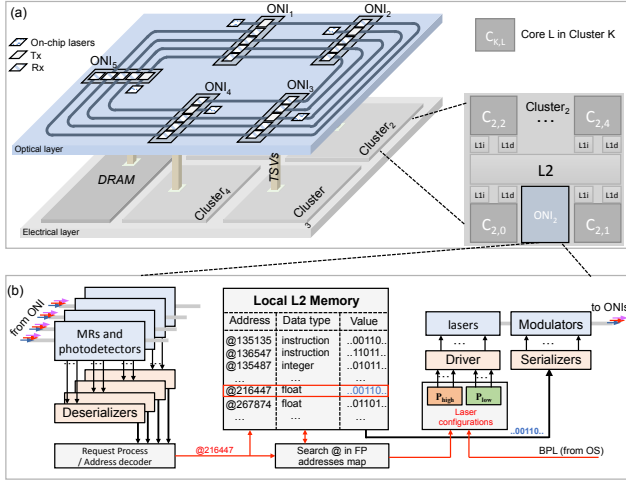 (a)
On-chip lasers
Tx
Rx
ONI1
ONI2
ONI5
ONI4
ONI3
Optical layer
DRAM
TSVs
Cluster2
Cluster4
Cluster
3
Electrical layer
CK,L
Core L in Cluster K
C2,2
Cluster2
...
C2,4
L1i
L1d
L1i
L1d
L2
L1i
L1d
L1i
L1d
C2,0
ONI2
C2,1
(b)
from ONI
MRs and
photodetectors
Deserializers
Request Process
/ Address decoder
@216447
Local L2 Memory
Address Data type Value
@135135 instruction ..00110..
@136547 instruction ..11011..
@135487 integer ..01011..
... ... ...
@216447 float ..00110..
@267874 float ..01101..
... ... ...
Search @ in FP
addresses map
to ONIs
lasers
Modulators
Driver
Serializers
Phigh
Plow
Laser
configurations
..00110..
BPL (from OS)